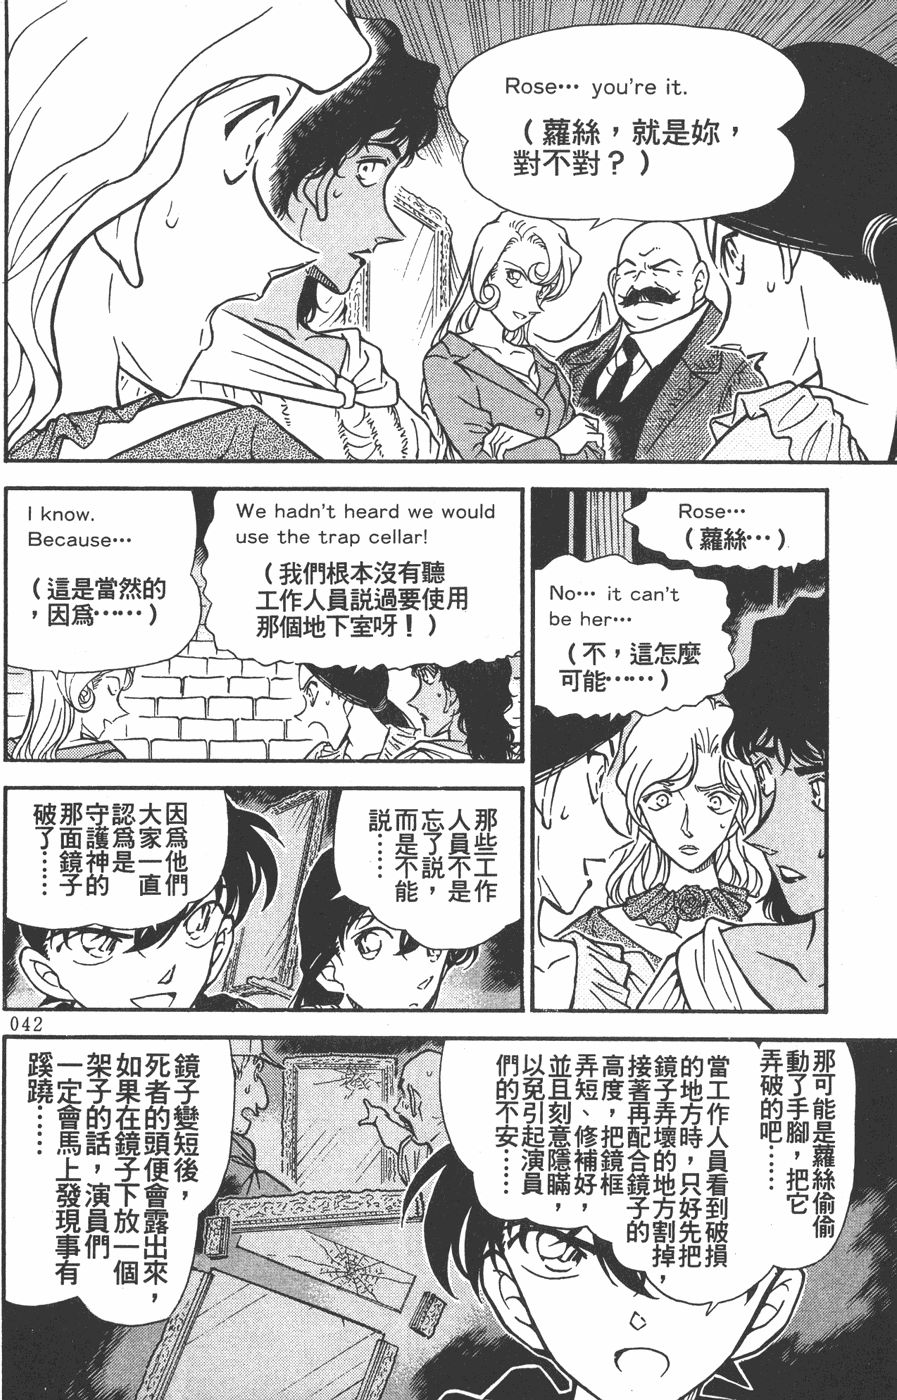 Rose… you're it.
（蘿絲，就是妳，
對不對？）
Rose…
（蘿絲…）
No… it can't
be her…
（不，這怎麼
可能……）
We hadn't heard we would
use the trap cellar!
（我們根本沒有聽
工作人員説過要使用
那個地下室呀！）
I know.
Because…
（這是當然的
，因爲……）
那些工作
人員不是
忘了説，
而是不能
説……
因爲他們
大家一直
認爲是
守護神的
那面鏡子
破了……
042
那可能是蘿絲偷偷
動了手腳，把它
弄破的吧……
當工作人員看到破損
的地方時，只好先把
鏡子弄壞的地方割掉，
接著再配合鏡子的
高度，把鏡框
弄短、修補好，
並且刻意隱瞞，
以免引起演員
們的不安……
鏡子變短後，
死者的頭便會露出來，
如果在鏡子下放一個
架子的話，演員們
一定會馬上發現事有
蹊蹺……